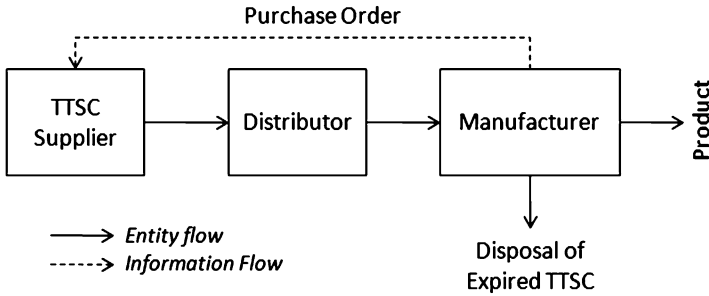 Purchase Order
TTSC
Supplier
Distributor
Manufacturer
Product
Entity flow
Information Flow
Disposal of
Expired TTSC